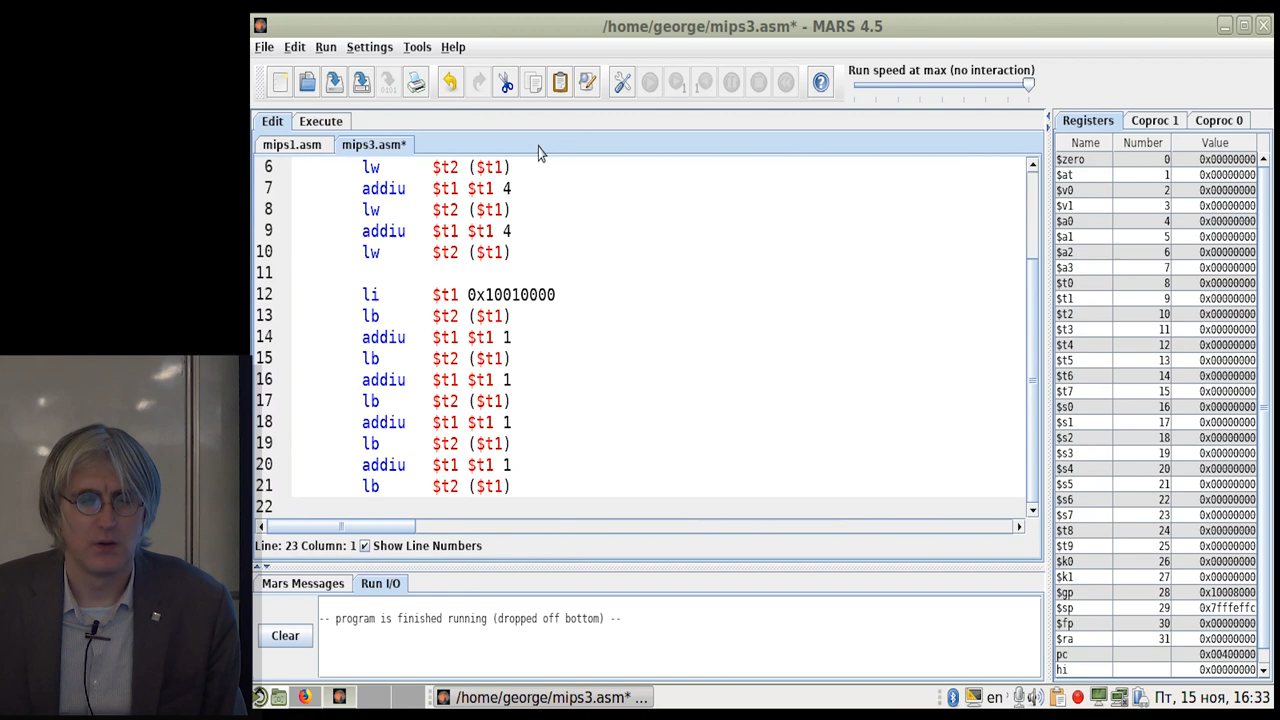 /home/george/mips3.asm* - MARS 4.5
File Edit Run Settings Tools Help
Run speed at max (no interaction)
Edit Execute
mips1.asm mips3.asm*
6 lw $t2 ($t1)
7 addiu $t1 $t1 4
8 lw $t2 ($t1)
9 addiu $t1 $t1 4
10 lw $t2 ($t1)
11
12 li $t1 0x10010000
13 lb $t2 ($t1)
14 addiu $t1 $t1 1
15 lb $t2 ($t1)
16 addiu $t1 $t1 1
17 lb $t2 ($t1)
18 addiu $t1 $t1 1
19 lb $t2 ($t1)
20 addiu $t1 $t1 1
21 lb $t2 ($t1)
22
Line: 23 Column: 1 Show Line Numbers
Mars Messages Run I/O
-- program is finished running (dropped off bottom) --
Clear
Registers Coproc 1 Coproc 0
Name Number Value
$zero 0 0x00000000
$at 1 0x00000000
$v0 2 0x00000000
$v1 3 0x00000000
$a0 4 0x00000000
$a1 5 0x00000000
$a2 6 0x00000000
$a3 7 0x00000000
$t0 8 0x00000000
$t1 9 0x00000000
$t2 10 0x00000000
$t3 11 0x00000000
$t4 12 0x00000000
$t5 13 0x00000000
$t6 14 0x00000000
$t7 15 0x00000000
$s0 16 0x00000000
$s1 17 0x00000000
$s2 18 0x00000000
$s3 19 0x00000000
$s4 20 0x00000000
$s5 21 0x00000000
$s6 22 0x00000000
$s7 23 0x00000000
$t8 24 0x00000000
$t9 25 0x00000000
$k0 26 0x00000000
$k1 27 0x00000000
$gp 28 0x10008000
$sp 29 0x7fffeffc
$fp 30 0x00000000
$ra 31 0x00000000
pc 0x00400000
hi 0x00000000
/home/george/mips3.asm* ...
en
Пт, 15 ноя, 16:33